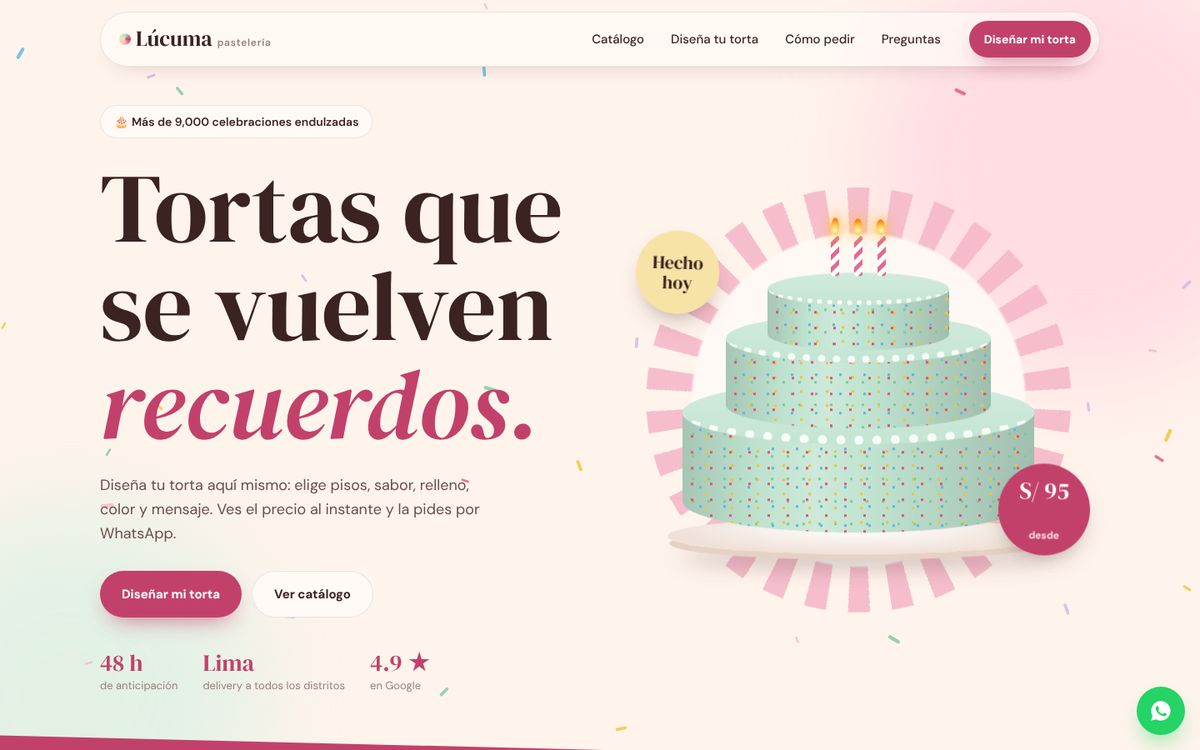 Lúcuma pastelería
Catálogo
Diseña tu torta
Cómo pedir
Preguntas
Diseñar mi torta
🎂 Más de 9,000 celebraciones endulzadas
Tortas que
se vuelven
recuerdos.
Hecho
hoy
Diseña tu torta aquí mismo: elige pisos, sabor, relleno,
color y mensaje. Ves el precio al instante y la pides por
WhatsApp.
S/ 95
desde
Diseñar mi torta
Ver catálogo
48 h
de anticipación
Lima
delivery a todos los distritos
4.9 ★
en Google